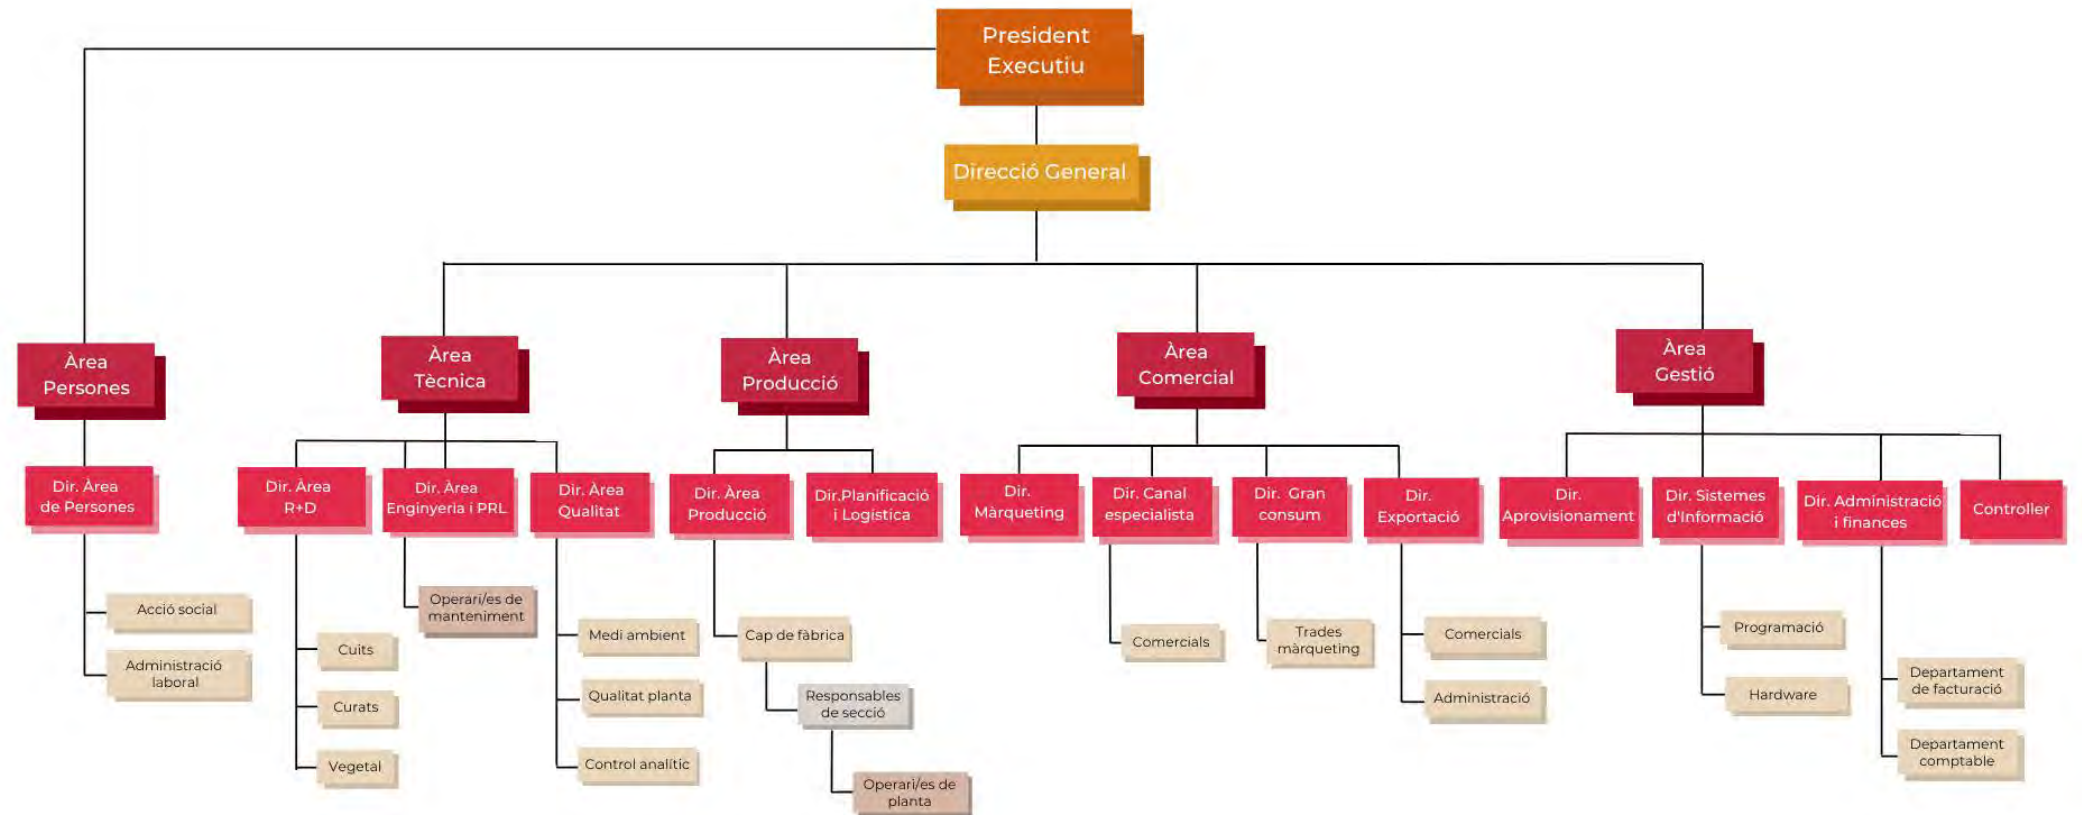 President
Executiu
Direcció General
Àrea
Persones
Àrea
Tècnica
Àrea
Producció
Àrea
Comercial
Àrea
Gestió
Dir. Àrea
de Persones
Dir. Àrea
R+D
Dir. Àrea
Enginyeria i PRL
Dir. Àrea
Qualitat
Dir. Àrea
Producció
Dir.Planificació
i Logística
Dir.
Màrqueting
Dir. Canal
especialista
Dir. Gran
consum
Dir.
Exportació
Dir.
Aprovisionament
Dir. Sistemes
d'Informació
Dir. Administració
i finances
Controller
Acció social
Administració
laboral
Cuits
Curats
Vegetal
Operari/es de
manteniment
Medi ambient
Qualitat planta
Control analític
Cap de fàbrica
Responsables
de secció
Operari/es de
planta
Comercials
Trades
màrqueting
Comercials
Administració
Programació
Hardware
Departament
de facturació
Departament
comptable